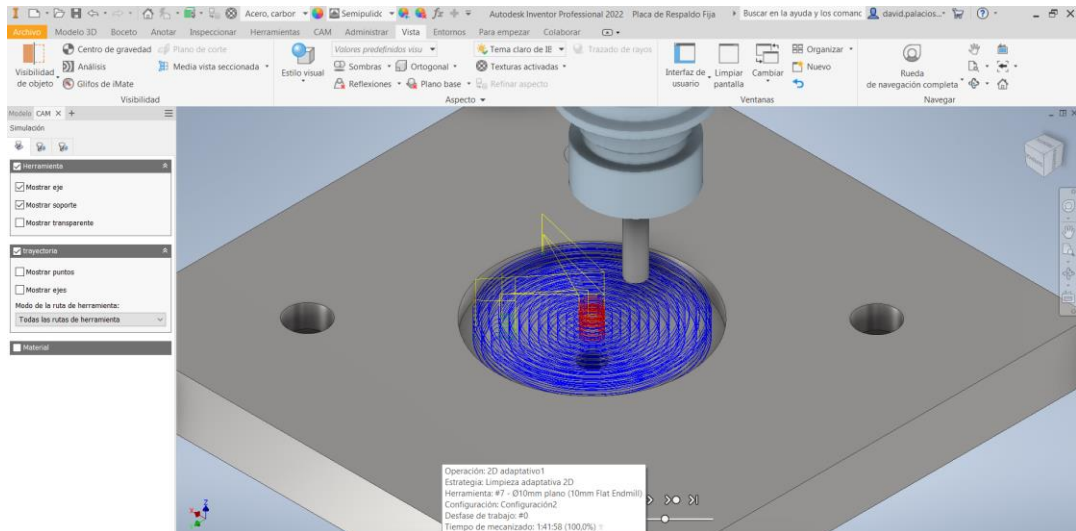 Acero, carbor
Semipulidc
Autodesk Inventor Professional 2022
Placa de Respaldo Fija
Buscar en la ayuda y los comanc
david.palacios...
Archivo Modelo 3D Boceto Anotar Inspeccionar Herramientas CAM Administrar Vista Entornos Para empezar Colaborar
Visibilidad
de objeto
Centro de gravedad
Análisis
Glifos de iMate
Plano de corte
Media vista seccionada
Visibilidad
Estilo visual
Valores predefinidos visu
Sombras
Ortogonal
Reflexiones
Plano base
Tema claro de IE
Trazado de rayos
Texturas activadas
Refinar aspecto
Aspecto
Interfaz de
usuario
Limpiar
pantalla
Cambiar
Organizar
Nuevo
Ventanas
Rueda
de navegación completa
Navegar
Modelo CAM X +
Simulación
Herramienta
Mostrar eje
Mostrar soporte
Mostrar transparente
trayectoria
Mostrar puntos
Mostrar ejes
Modo de la ruta de herramienta:
Todas las rutas de herramienta
Material
Operación: 2D adaptativo1
Estrategia: Limpieza adaptativa 2D
Herramienta: #7 - Ø10mm plano (10mm Flat Endmill)
Configuración: Configuración2
Desfase de trabajo: #0
Tiempo de mecanizado: 1:41:58 (100,0%)